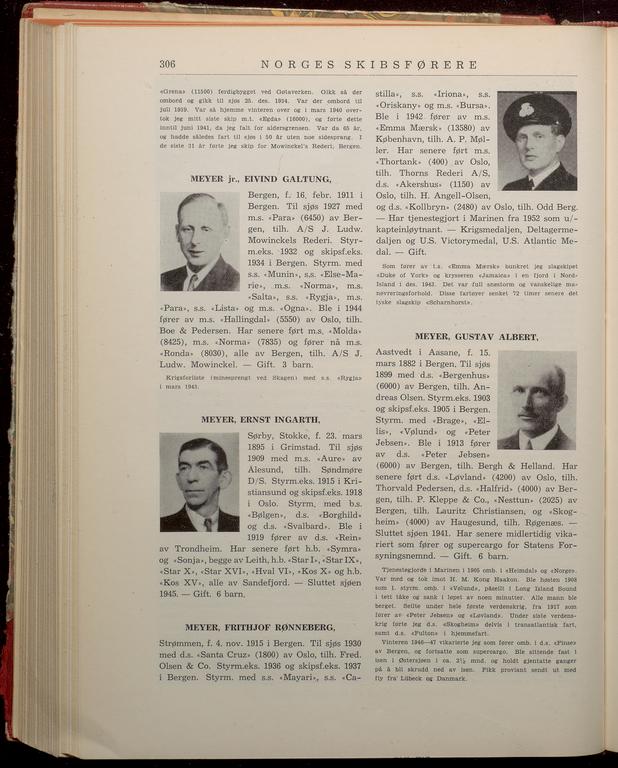 306
NORGES SKIBSFØRERE
«Grena» (11500) ferdigbygget ved Gøtaverken. Gikk så der
ombord og gikk til sjøs 25. des. 1934. Var der ombord til
juli 1939. Var så hjemme vinteren over og i mars 1940 over-
tok jeg mitt siste skip m.t. «Egda» (16000), og førte dette
inntil juni 1941, da jeg falt for aldersgrensen. Var da 65 år,
og hadde således fart til sjøs i 50 år uten noe sidesprang. I
de siste 31 år førte jeg skip for Mowinckel's Rederi, Bergen.
MEYER jr., EIVIND GALTUNG,
Bergen, f. 16. febr. 1911 i
Bergen. Til sjøs 1927 med
m.s. «Para» (6450) av Ber-
gen, tilh. A/S J. Ludw.
Mowinckels Rederi. Styr-
m.eks. 1932 og skipsf.eks.
1934 i Bergen. Styrm. med
s.s. «Munin», s.s. «Else-Ma-
rie», m.s. «Norma», m.s.
«Salta», s.s. «Rygja», m.s.
«Para», s.s. «Lista» og m.s. «Ogna». Ble i 1944
fører av m.s. «Hallingdal» (5550) av Oslo, tilh.
Boe & Pedersen. Har senere ført m.s. «Molda»
(8425), m.s. «Norma» (7835) og fører nå m.s.
«Ronda» (8030), alle av Bergen, tilh. A/S J.
Ludw. Mowinckel. — Gift. 3 barn.
Krigsforliste (minesprengt ved Skagen) med s.s. «Rygja»
i mars 1943.
MEYER, ERNST INGARTH,
Sørby, Stokke, f. 23. mars
1895 i Grimstad. Til sjøs
1909 med m.s. «Aure» av
Ålesund, tilh. Søndmøre
D/S. Styrm.eks. 1915 i Kri-
stiansund og skipsf.eks. 1918
i Oslo. Styrm. med b.s.
«Bølgen», d.s. «Borghild»
og d.s. «Svalbard». Ble i
1919 fører av d.s. «Rein»
av Trondheim. Har senere ført h.b. «Symra»
og «Sonja», begge av Leith, h.b. «Star I», «Star IX»,
«Star X», «Star XVI», «Hval VI», «Kos X» og h.b.
«Kos XV», alle av Sandefjord. — Sluttet sjøen
1945. — Gift. 6 barn.
MEYER, FRITHJOF RØNNEBERG,
Strømmen, f. 4. nov. 1915 i Bergen. Til sjøs 1930
med d.s. «Santa Cruz» (1800) av Oslo, tilh. Fred.
Olsen & Co. Styrm.eks. 1936 og skipsf.eks. 1937
i Bergen. Styrm. med s.s. «Mayari», s.s. «Ca-
stilla», s.s. «Iriona», s.s.
«Oriskany» og m.s. «Bursa».
Ble i 1942 fører av m.s.
«Emma Mærsk» (13580) av
København, tilh. A. P. Møl-
ler. Har senere ført m.s.
«Thortank» (400) av Oslo,
tilh. Thorns Rederi A/S,
d.s. «Akershus» (1150) av
Oslo, tilh. H. Angell-Olsen,
og d.s. «Kollbryn» (2480) av Oslo, tilh. Odd Berg.
— Har tjenestegjort i Marinen fra 1952 som u/-
kapteinløytnant. — Krigsmedaljen, Deltagerme-
daljen og U.S. Victorymedal, U.S. Atlantic Me-
dal. — Gift.
Som fører av t.s. «Emma Mærsk» bunkret jeg slagskipet
«Duke of York» og krysseren «Jamaica» i en fjord i Nord-
Island i des. 1943. Det var full snestorm og vanskelige ma-
nøvreringsforhold. Disse fartøyer senket 72 timer senere det
tyske slagskip «Scharnhorst».
MEYER, GUSTAV ALBERT,
Aastvedt i Aasane, f. 15.
mars 1882 i Bergen. Til sjøs
1899 med d.s. «Bergenhus»
(6000) av Bergen, tilh. An-
dreas Olsen. Styrm.eks. 1903
og skipsf.eks. 1905 i Bergen.
Styrm. med «Brage», «El-
lis», «Vølund» og «Peter
Jebsen». Ble i 1913 fører
av d.s. «Peter Jebsen»
(6000) av Bergen, tilh. Bergh & Helland. Har
senere ført d.s. «Løvland» (4200) av Oslo, tilh.
Thorvald Pedersen, d.s. «Halfrid» (4000) av Ber-
gen, tilh. P. Kleppe & Co., «Nesttun» (2025) av
Bergen, tilh. Lauritz Christiansen, og «Skog-
heim» (4000) av Haugesund, tilh. Røgenæs. —
Sluttet sjøen 1941. Har senere midlertidig vika-
riert som fører og supercargo for Statens For-
syningsnemnd. — Gift. 6 barn.
Tjenestegjorde i Marinen i 1905 omb. i «Heimdal» og «Norge».
Var med og tok imot H. M. Kong Haakon. Ble høsten 1908
som 1. styrm. omb. i «Vølund», påseilt i Long Island Sound
i tett tåke og sank i løpet av noen minutter. Alle mann ble
berget. Seilte under hele første verdenskrig, fra 1917 som
fører av «Peter Jebsen» og «Løvland». Under siste verdens-
krig førte jeg d.s. «Skogheim» delvis i transatlantisk fart,
samt d.s. «Fulton» i hjemmefart.
Vinteren 1946—47 vikarierte jeg som fører omb. i d.s. «Finse»
av Bergen, og fortsatte som supercargo. Ble sittende fast i
isen i Østersjøen i ca. 2½ mnd. og holdt gjentatte ganger
på å bli skrudd ned av isen. Fikk proviant sendt ut med
fly fra' Lübeck og Danmark.